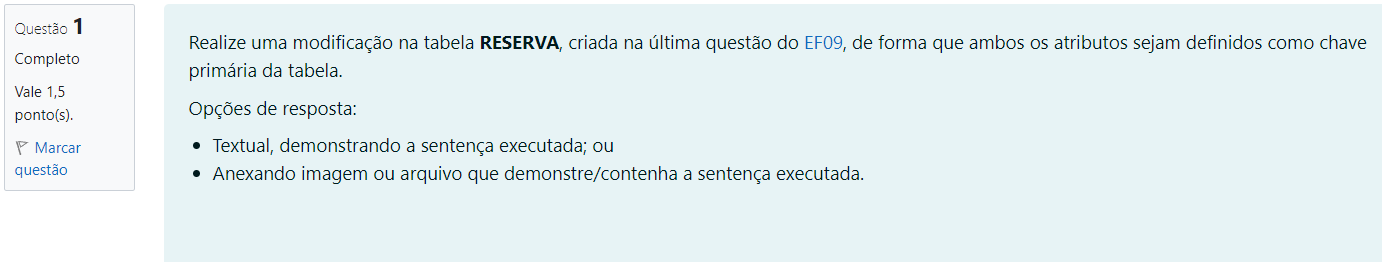 Questão 1
Completo
Vale 1,5
ponto(s).
Marcar
questão
Realize uma modificação na tabela RESERVA, criada na última questão do EF09, de forma que ambos os atributos sejam definidos como chave
primária da tabela.
Opções de resposta:
• Textual, demonstrando a sentença executada; ou
• Anexando imagem ou arquivo que demonstre/contenha a sentença executada.